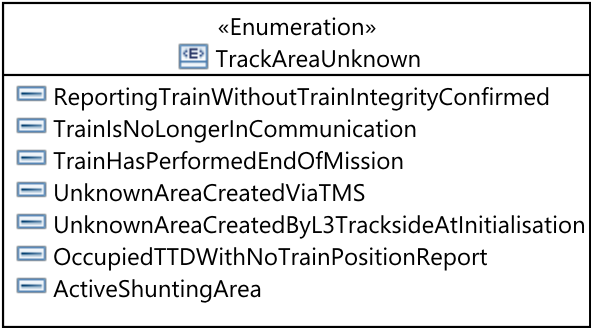 «Enumeration»
<E> TrackAreaUnknown
ReportingTrainWithoutTrainIntegrityConfirmed
TrainIsNoLongerInCommunication
TrainHasPerformedEndOfMission
UnknownAreaCreatedViaTMS
UnknownAreaCreatedByL3TracksideAtInitialisation
OccupiedTTDWithNoTrainPositionReport
ActiveShuntingArea